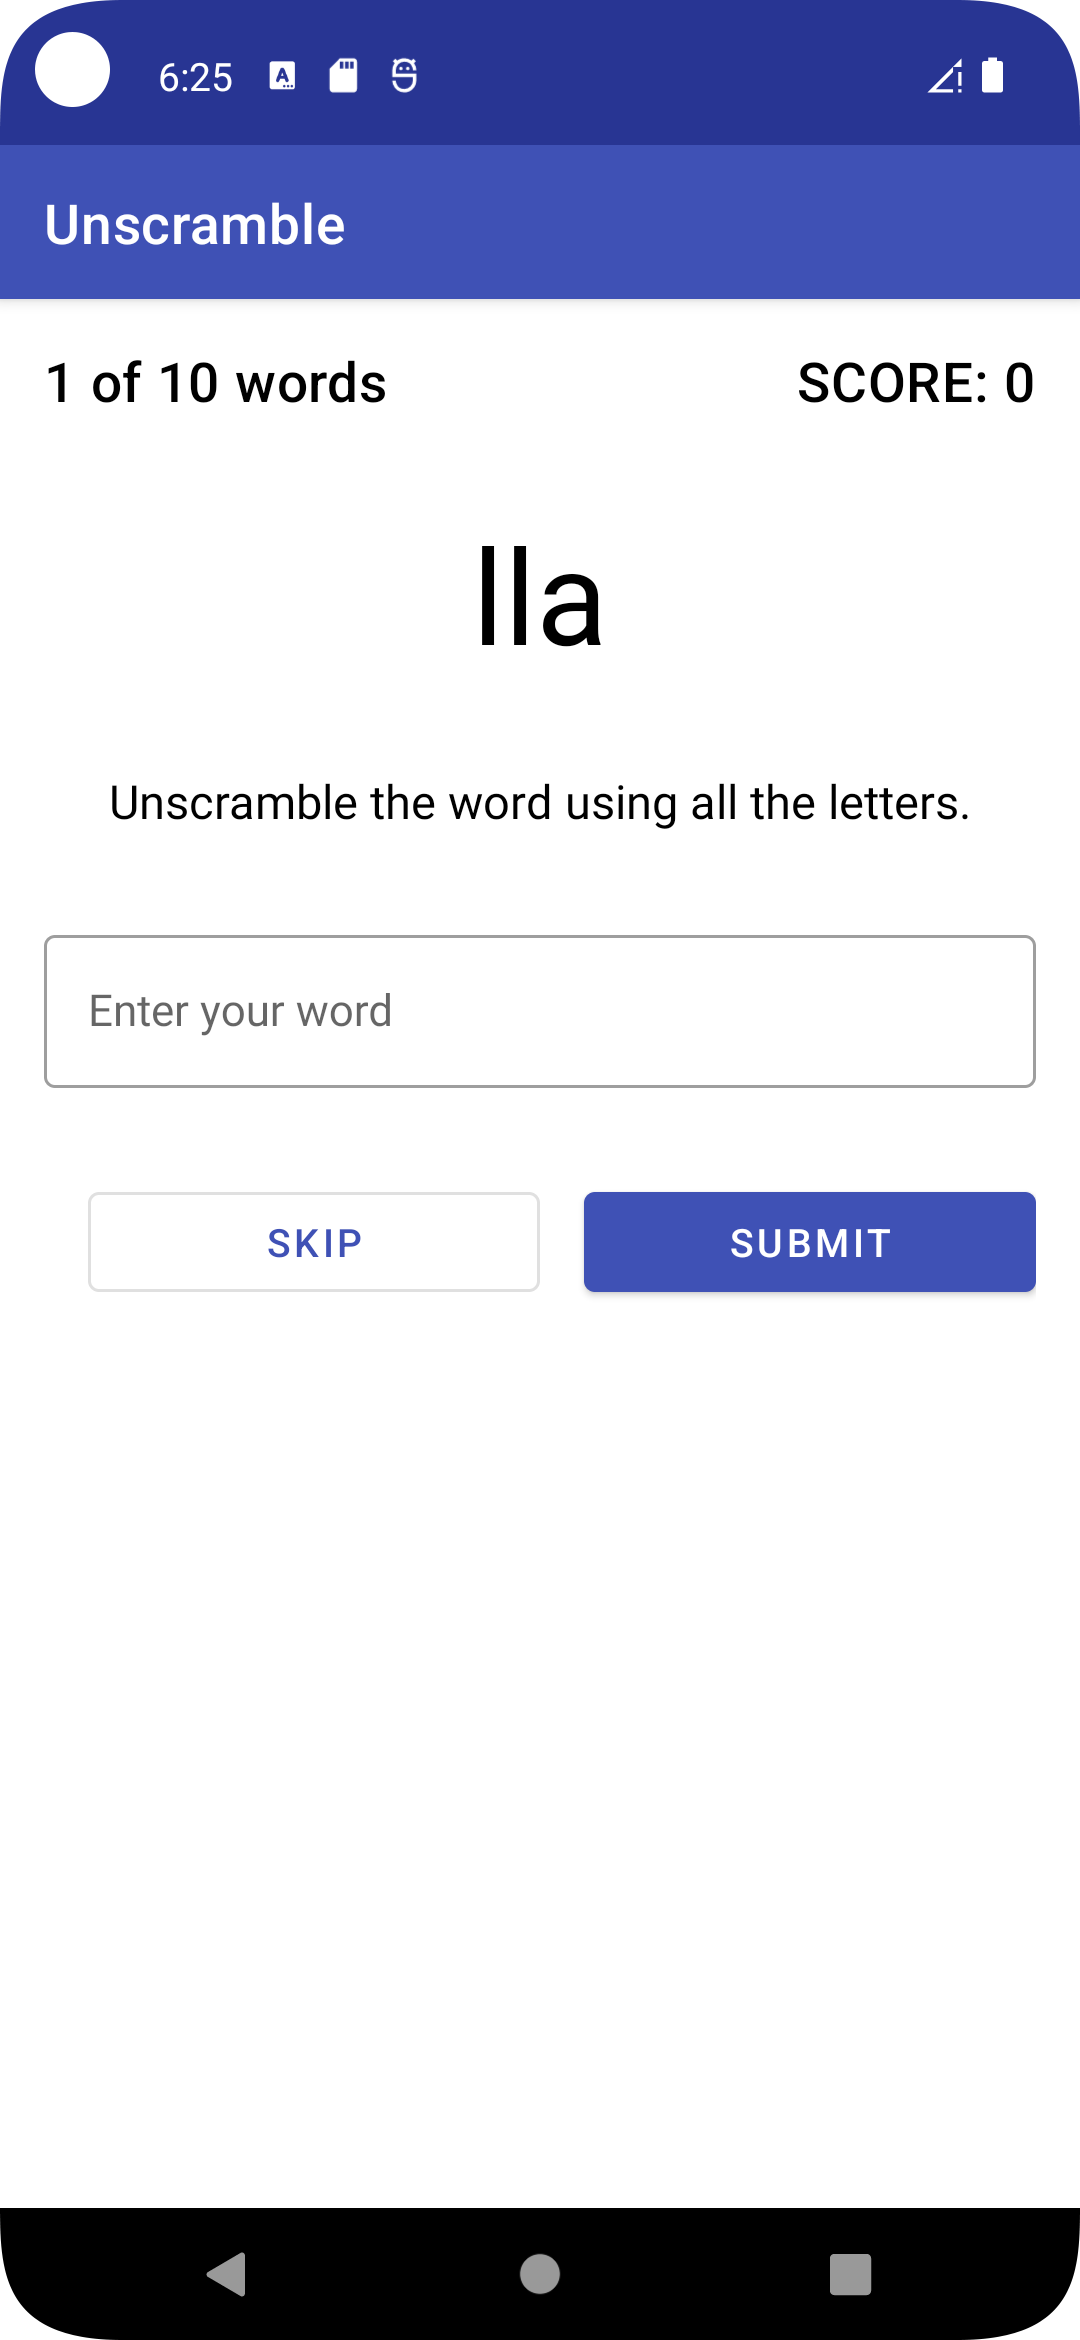 6:25
Unscramble
1 of 10 words
SCORE: 0
lla
Unscramble the word using all the letters.
Enter your word
SKIP
SUBMIT